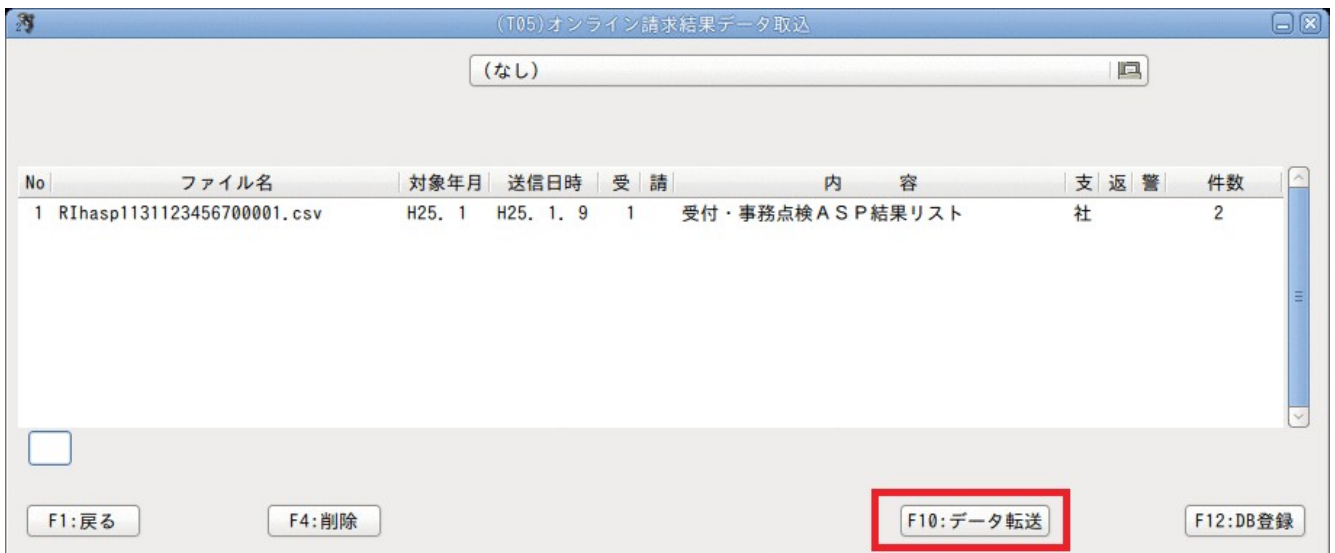 (T05)オンライン請求結果データ取込
(なし)
No ファイル名 対象年月 送信日時 受 請 内 容 支 返 警 件数
1 RIhasp1131123456700001.csv H25. 1 H25. 1. 9 1 受付・事務点検ASP結果リスト 社 2
F1:戻る F4:削除 F10:データ転送 F12:DB登録